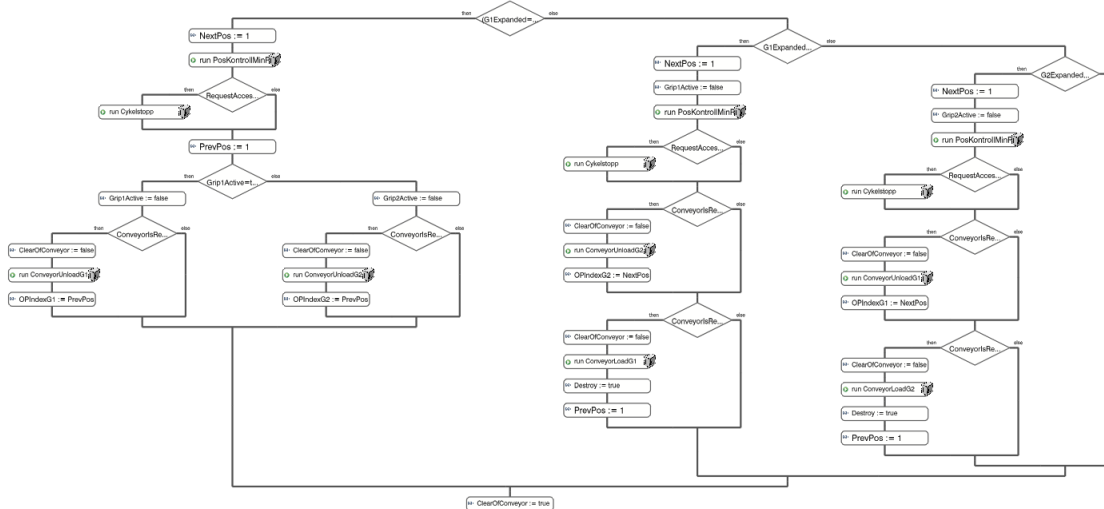 then
(G1Expanded=...
else
NextPos := 1
run PosKontrollMinR
then
RequestAcces...
else
run Cykelstopp
PrevPos := 1
then
Grip1Active=t...
else
Grip1Active := false
then
ConveyorIsRe...
else
ClearOfConveyor := false
run ConveyorUnloadG1
OPIndexG1 := PrevPos
Grip2Active := false
then
ConveyorIsRe...
else
ClearOfConveyor := false
run ConveyorUnloadG2
OPIndexG2 := PrevPos
then
G1Expanded...
else
NextPos := 1
Grip1Active := false
run PosKontrollMinR
then
RequestAcces...
else
run Cykelstopp
then
ConveyorIsRe...
else
ClearOfConveyor := false
run ConveyorUnloadG2
OPIndexG2 := NextPos
then
ConveyorIsRe...
else
ClearOfConveyor := false
run ConveyorLoadG1
Destroy := true
PrevPos := 1
then
G2Expanded...
NextPos := 1
Grip2Active := false
run PosKontrollMinR
then
RequestAcces...
else
run Cykelstopp
then
ConveyorIsRe...
else
ClearOfConveyor := false
run ConveyorUnloadG1
OPIndexG1 := NextPos
then
ConveyorIsRe...
else
ClearOfConveyor := false
run ConveyorLoadG2
Destroy := true
PrevPos := 1
ClearOfConveyor := true